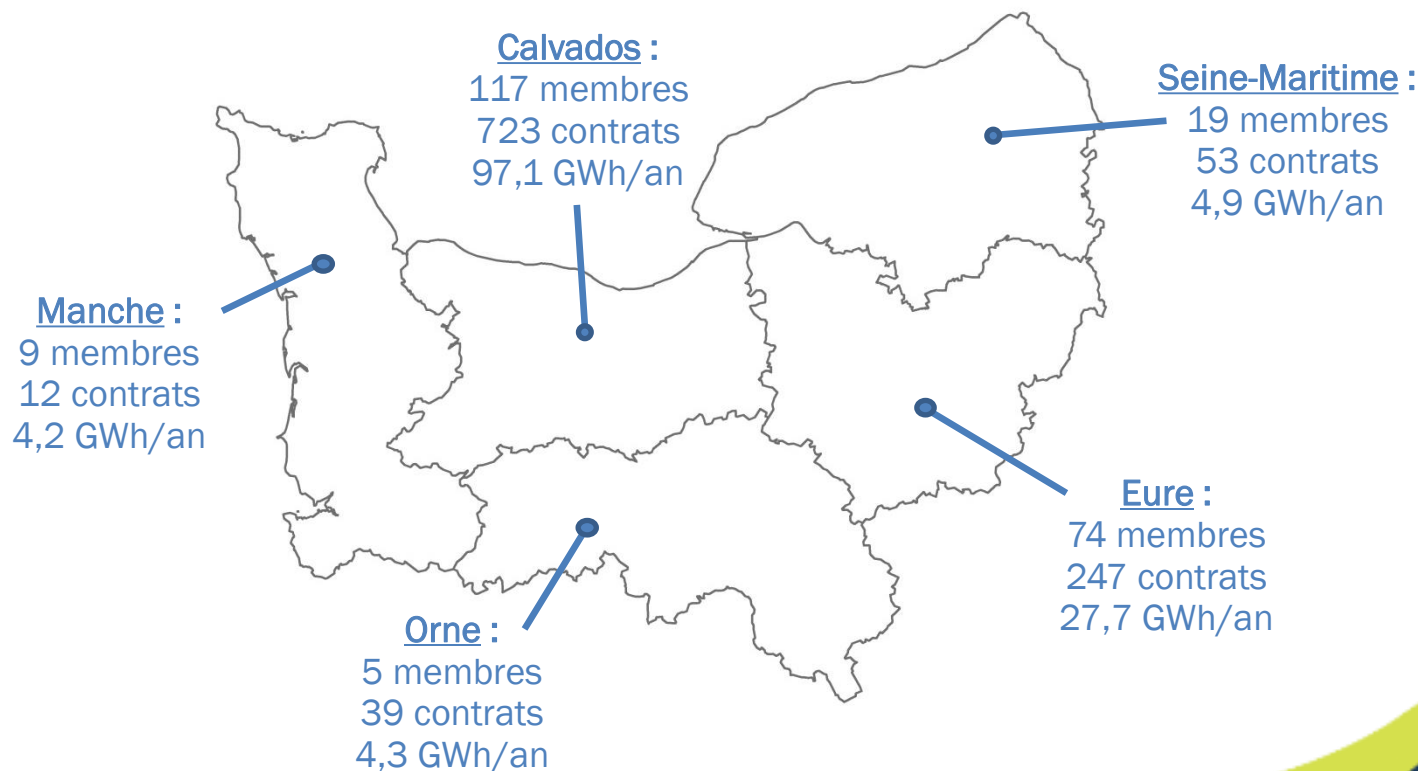 Calvados :
117 membres
723 contrats
97,1 GWh/an
Seine-Maritime :
19 membres
53 contrats
4,9 GWh/an
Manche :
9 membres
12 contrats
4,2 GWh/an
Eure :
74 membres
247 contrats
27,7 GWh/an
Orne :
5 membres
39 contrats
4,3 GWh/an